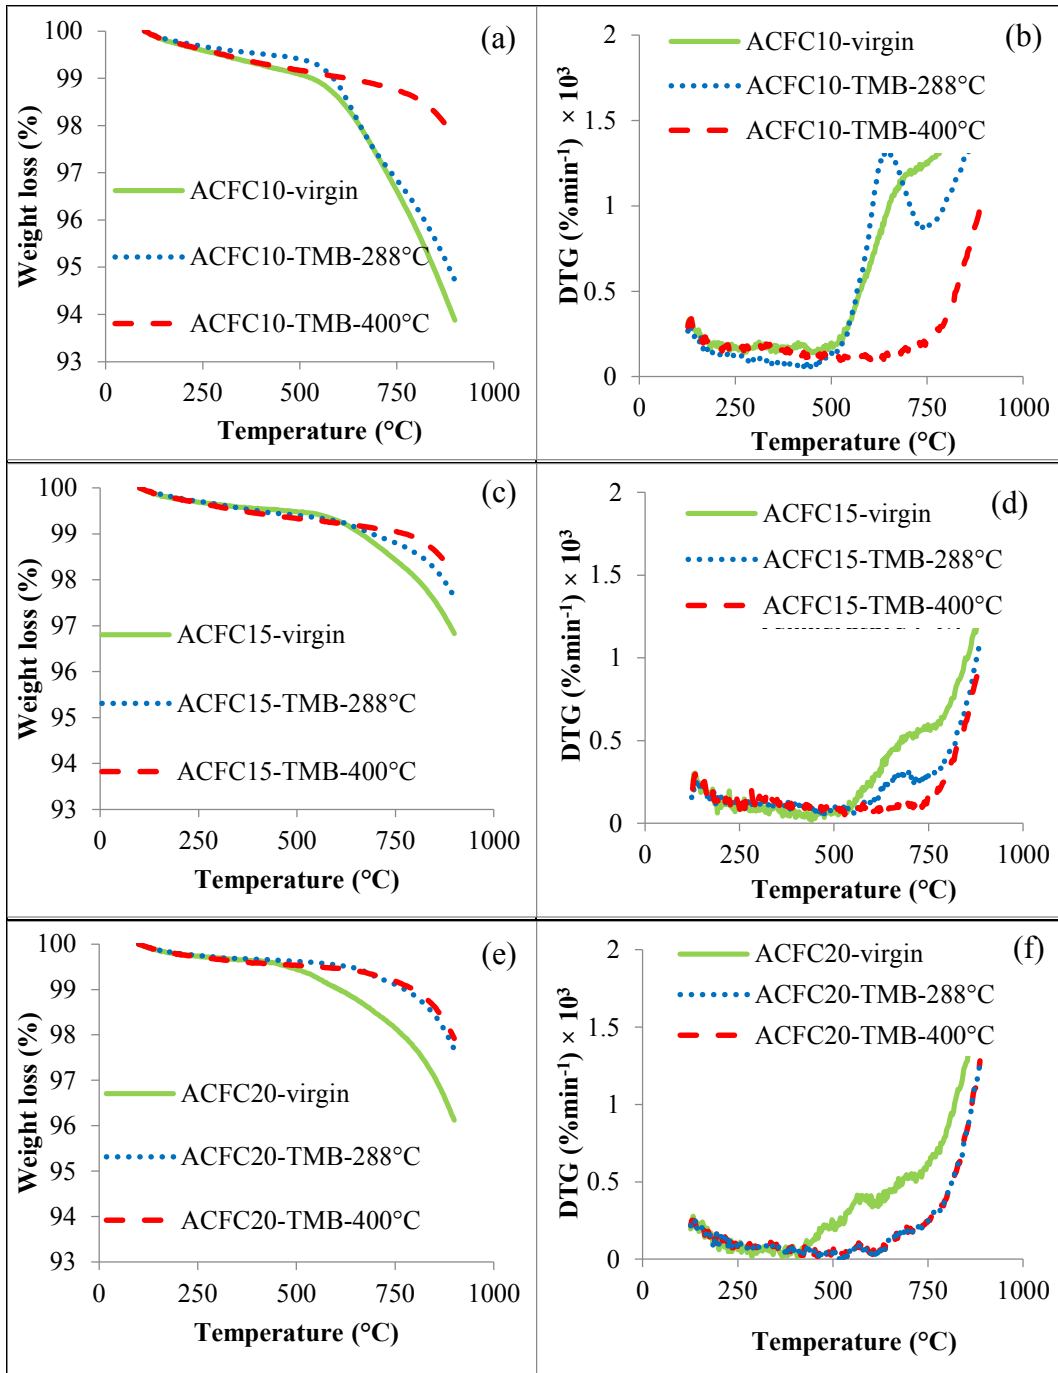 (a)
100
99
98
97
96
95
94
93
Weight loss (%)
ACFC10-virgin
ACFC10-TMB-288°C
ACFC10-TMB-400°C
0 250 500 750 1000
Temperature (°C)
(b)
2
1.5
1
0.5
0
DTG (%min⁻¹) × 10³
ACFC10-virgin
ACFC10-TMB-288°C
ACFC10-TMB-400°C
0 250 500 750 1000
Temperature (°C)
(c)
100
99
98
97
96
95
94
93
Weight loss (%)
ACFC15-virgin
ACFC15-TMB-288°C
ACFC15-TMB-400°C
0 250 500 750 1000
Temperature (°C)
(d)
2
1.5
1
0.5
0
DTG (%min⁻¹) × 10³
ACFC15-virgin
ACFC15-TMB-288°C
ACFC15-TMB-400°C
0 250 500 750 1000
Temperature (°C)
(e)
100
99
98
97
96
95
94
93
Weight loss (%)
ACFC20-virgin
ACFC20-TMB-288°C
ACFC20-TMB-400°C
0 250 500 750 1000
Temperature (°C)
(f)
2
1.5
1
0.5
0
DTG (%min⁻¹) × 10³
ACFC20-virgin
ACFC20-TMB-288°C
ACFC20-TMB-400°C
0 250 500 750 1000
Temperature (°C)